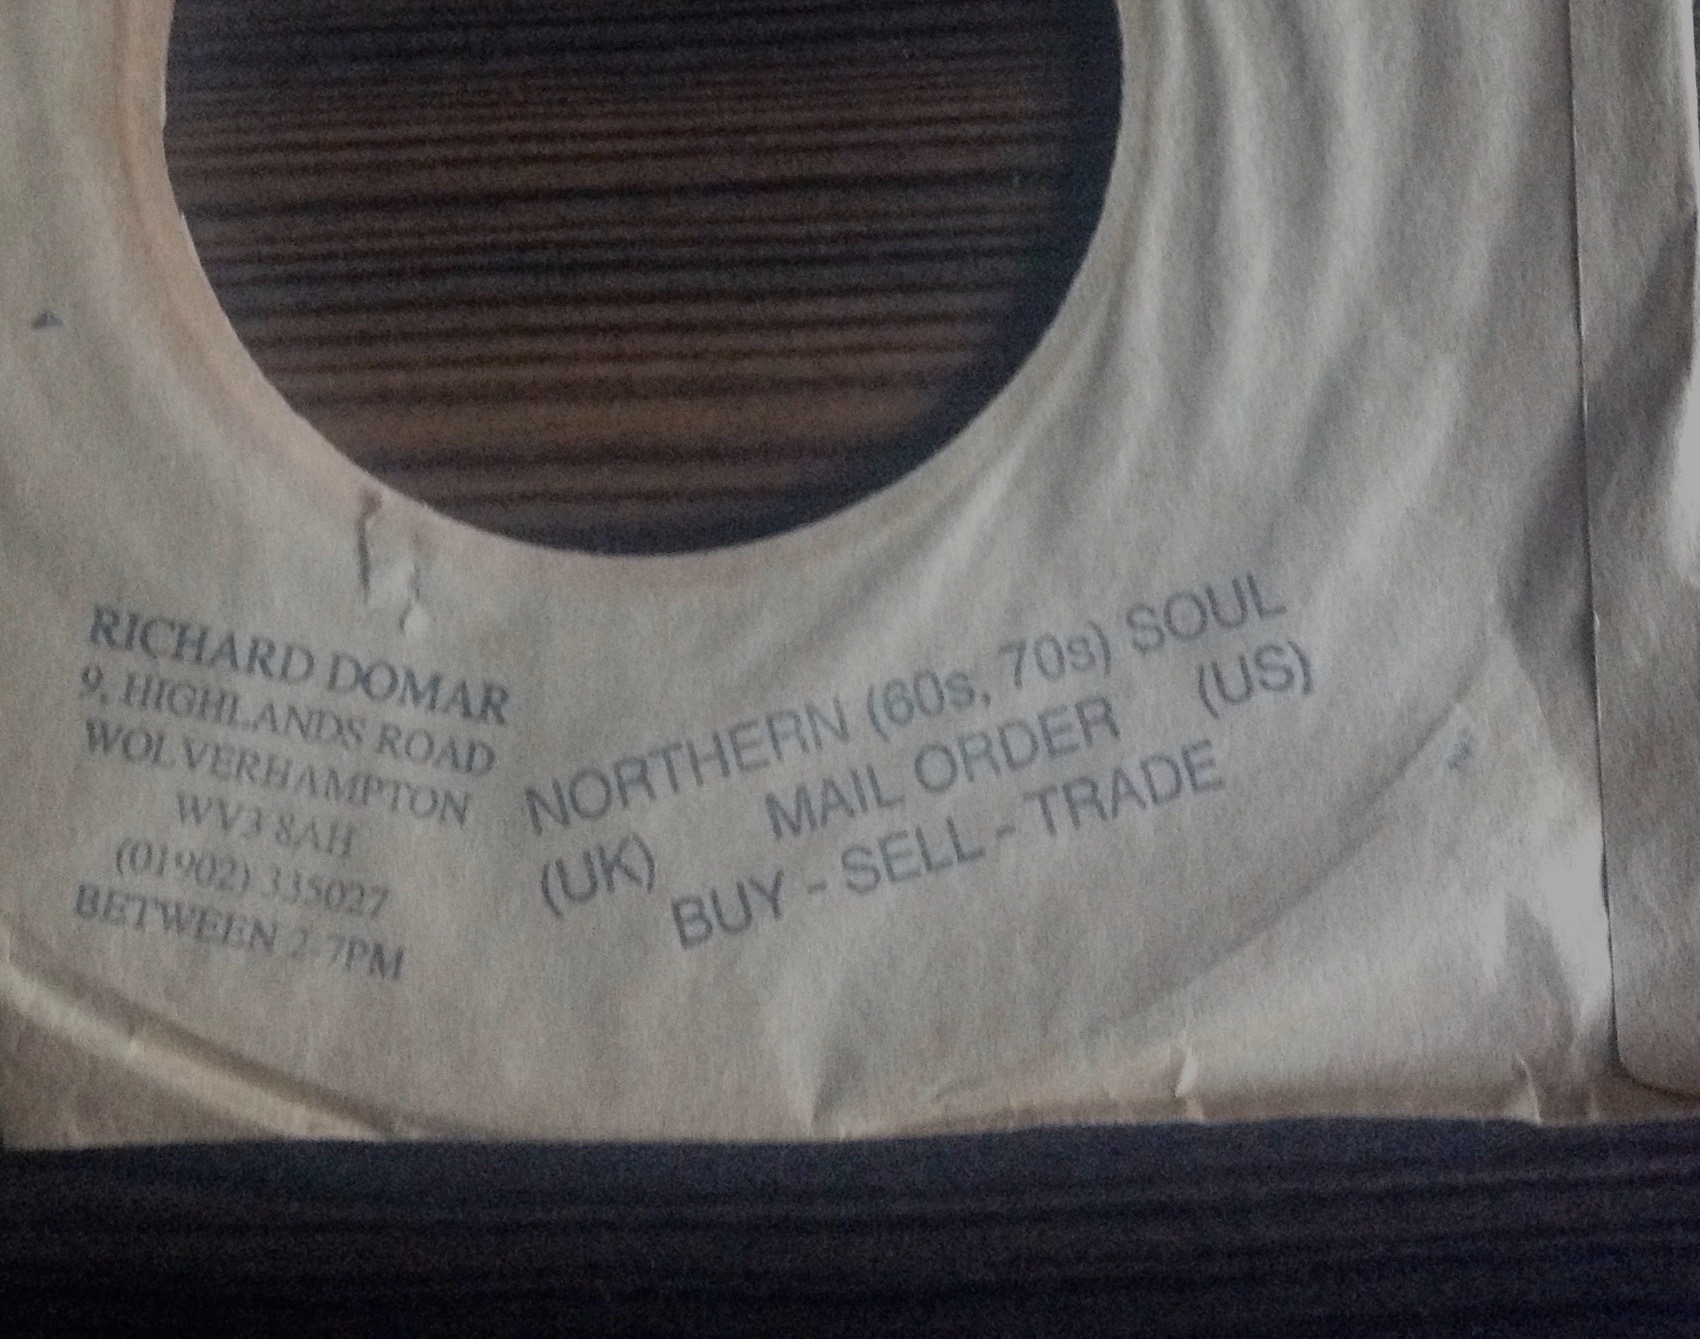 RICHARD DOMAR
9, HIGHLANDS ROAD
WOLVERHAMPTON
WV3 8AH
(01902) 335027
BETWEEN 2-7PM
NORTHERN (60s, 70s) SOUL
(UK) MAIL ORDER (US)
BUY - SELL - TRADE